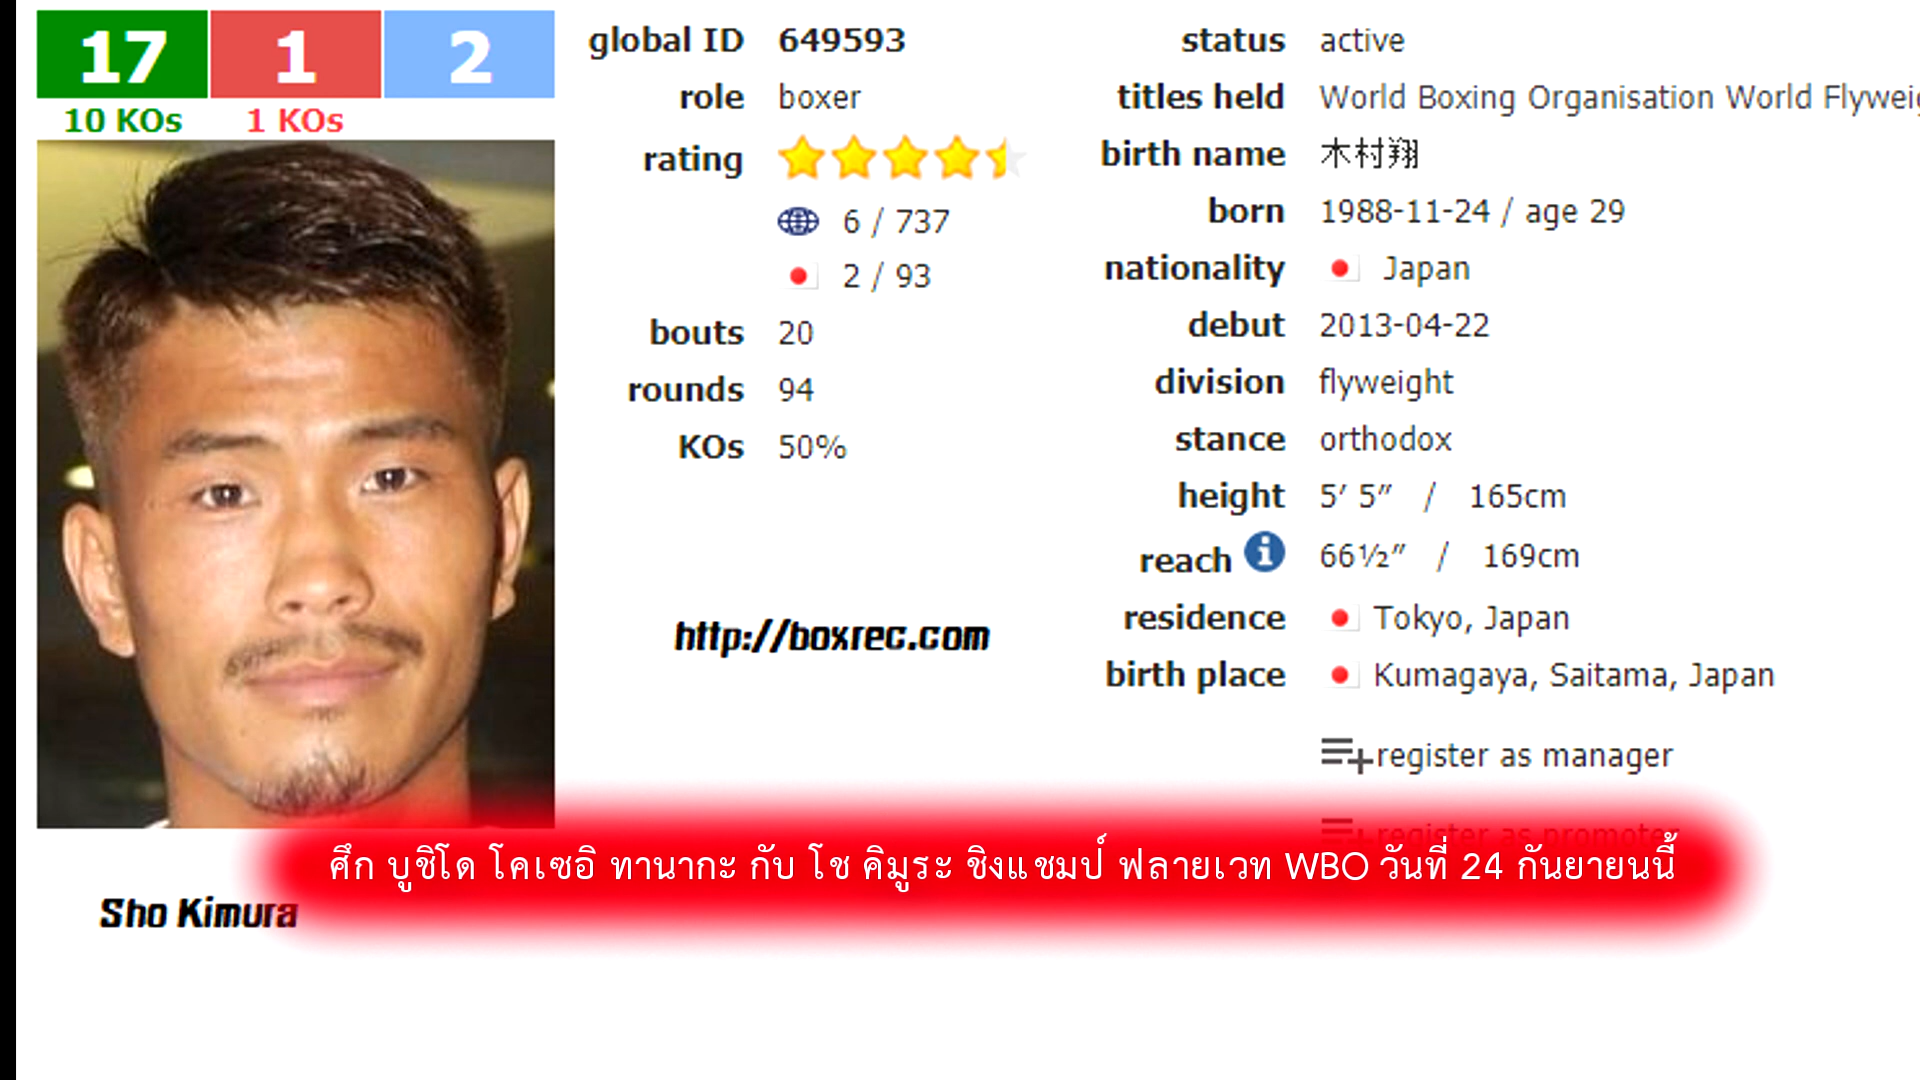 17 1 2
10 KOs 1 KOs
global ID 649593
role boxer
rating
6 / 737
2 / 93
bouts 20
rounds 94
KOs 50%
http://boxrec.com
status active
titles held World Boxing Organisation World Flyweig
birth name 木村翔
born 1988-11-24 / age 29
nationality Japan
debut 2013-04-22
division flyweight
stance orthodox
height 5′ 5″ / 165cm
reach 66½″ / 169cm
residence Tokyo, Japan
birth place Kumagaya, Saitama, Japan
register as manager
register as promote
ศึก บูชิโด โคเซอิ ทานากะ กับ โช คิมูระ ชิงแชมป์ ฟลายเวท WBO วันที่ 24 กันยายนนี้
Sho Kimura